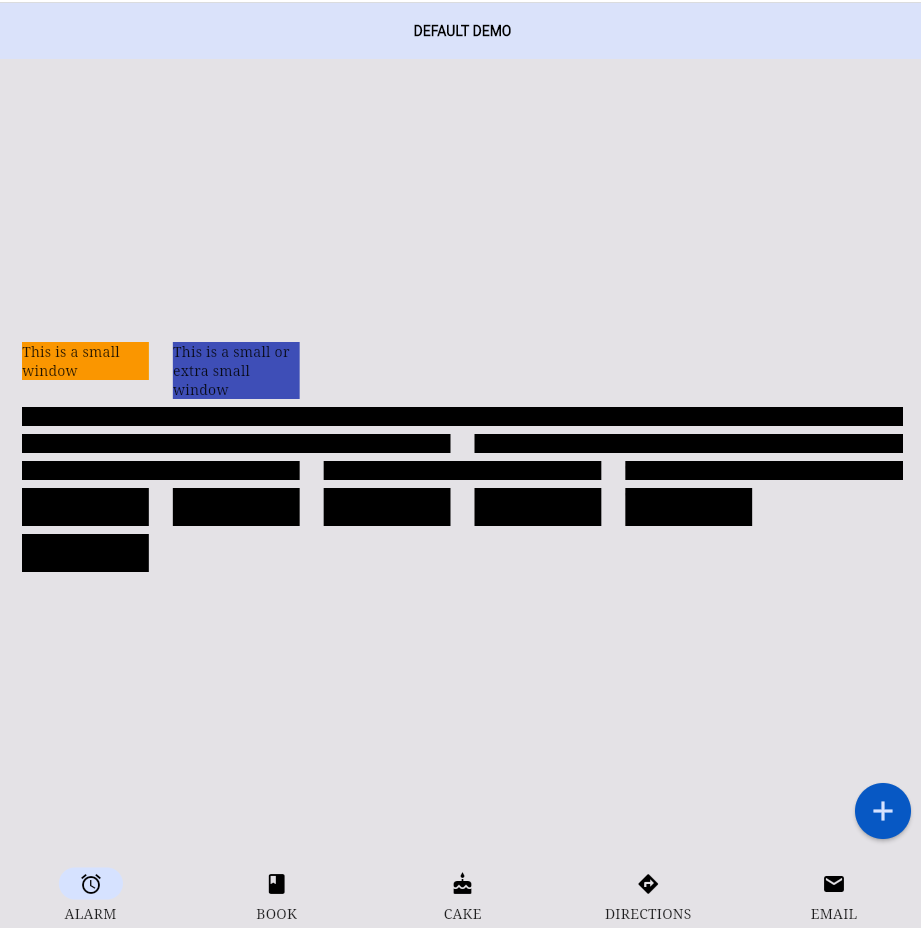 DEFAULT DEMO
This is a small
window
This is a small or
extra small
window
ALARM
BOOK
CAKE
DIRECTIONS
EMAIL